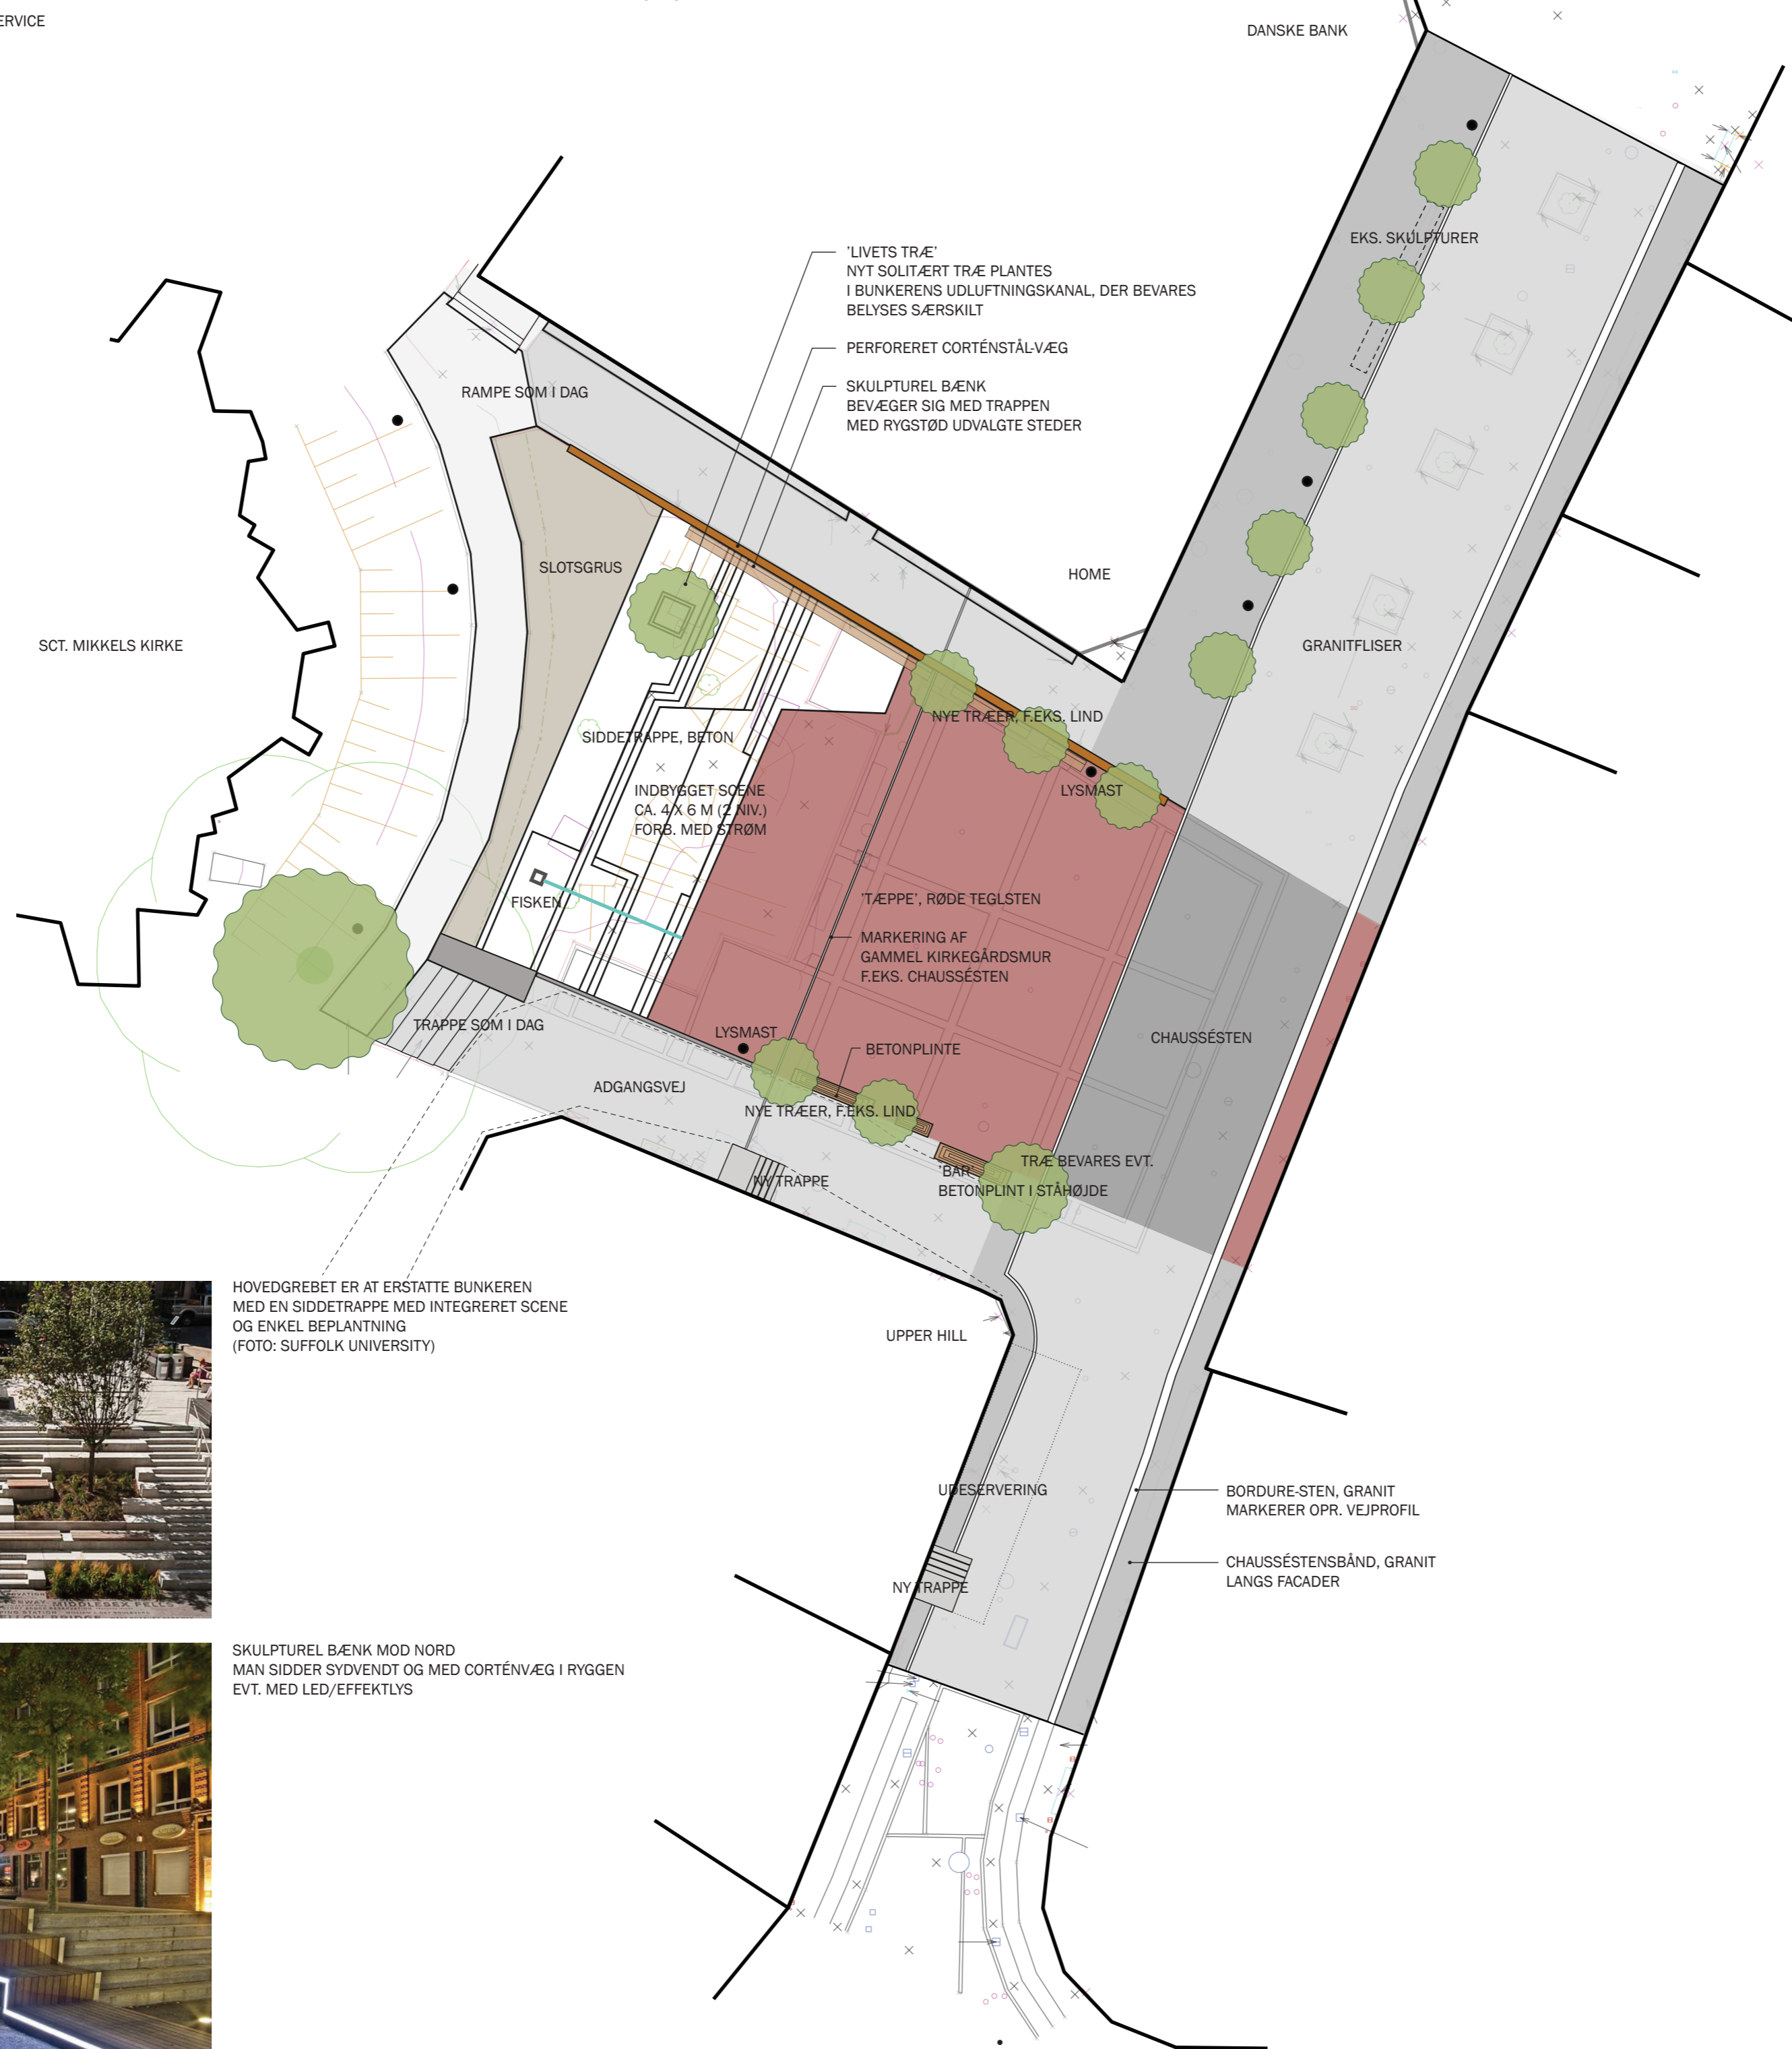 ERVICE
DANSKE BANK
'LIVETS TRÆ'
NYT SOLITÆRT TRÆ PLANTES
I BUNKERENS UDLUFTNINGSKANAL, DER BEVARES
BELYSES SÆRSKILT
EKS. SKULPTURER
PERFORERET CORTÉNSTÅL-VÆG
SKULPTUREL BÆNK
BEVÆGER SIG MED TRAPPEN
MED RYGSTØD UDVALGTE STEDER
RAMPE SOM I DAG
SLOTSGRUS
HOME
SCT. MIKKELS KIRKE
GRANITFLISER
NYE TRÆER, F.EKS. LIND
SIDDETRAPPE, BETON
INDBYGGET SCENE
CA. 4 X 6 M (2 NIV.)
FORB. MED STRØM
LYSMAST
FISKEN
'TÆPPE', RØDE TEGLSTEN
MARKERING AF
GAMMEL KIRKEGÅRDSMUR
F.EKS. CHAUSSÉSTEN
TRAPPE SOM I DAG
LYSMAST
BETONPLINTE
CHAUSSÉSTEN
ADGANGSVEJ
NYE TRÆER, F.EKS. LIND
TRÆ BEVARES EVT.
NY TRAPPE
'BAR'
BETONPLINT I STÅHØJDE
HOVEDGREBET ER AT ERSTATTE BUNKEREN
MED EN SIDDETRAPPE MED INTEGRERET SCENE
OG ENKEL BEPLANTNING
(FOTO: SUFFOLK UNIVERSITY)
UPPER HILL
UDESERVERING
BORDURE-STEN, GRANIT
MARKERER OPR. VEJPROFIL
CHAUSSÉSTENSBÅND, GRANIT
LANGS FACADER
NY TRAPPE
MIDDLESEX FELLS
SKULPTUREL BÆNK MOD NORD
MAN SIDDER SYDVENDT OG MED CORTÉNVÆG I RYGGEN
EVT. MED LED/EFFEKTLYS